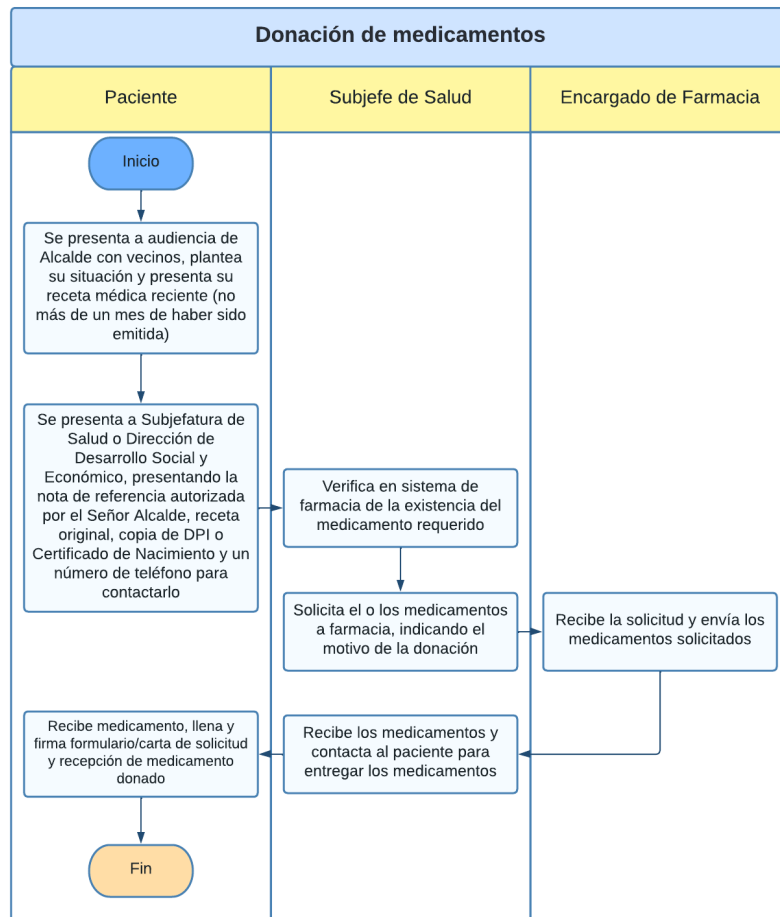 Donación de medicamentos
Paciente
Subjefe de Salud
Encargado de Farmacia
Inicio
Se presenta a audiencia de
Alcalde con vecinos, plantea
su situación y presenta su
receta médica reciente (no
más de un mes de haber sido
emitida)
Se presenta a Subjefatura de
Salud o Dirección de
Desarrollo Social y
Económico, presentando la
nota de referencia autorizada
por el Señor Alcalde, receta
original, copia de DPI o
Certificado de Nacimiento y un
número de teléfono para
contactarlo
Verifica en sistema de
farmacia de la existencia del
medicamento requerido
Solicita el o los medicamentos
a farmacia, indicando el
motivo de la donación
Recibe la solicitud y envía los
medicamentos solicitados
Recibe los medicamentos y
contacta al paciente para
entregar los medicamentos
Recibe medicamento, llena y
firma formulario/carta de solicitud
y recepción de medicamento
donado
Fin